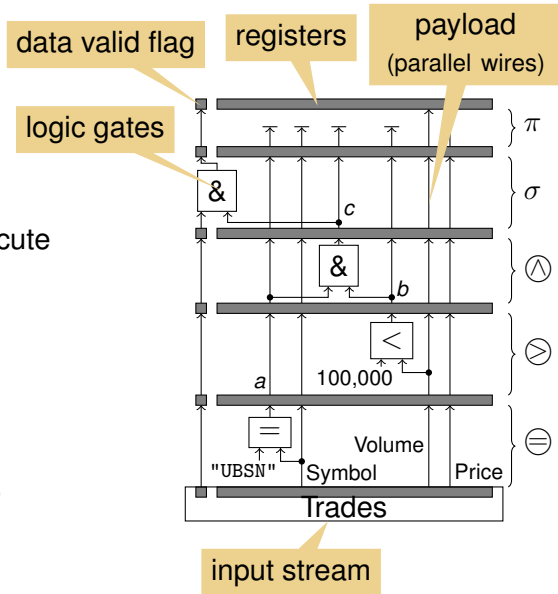 payload
(parallel wires)
registers
data valid flag
logic gates
π
&
σ
c
cute
&
b
<
100,000
a
=
Volume
"UBSN"
Symbol
Price
Trades
input stream
∧
>
=